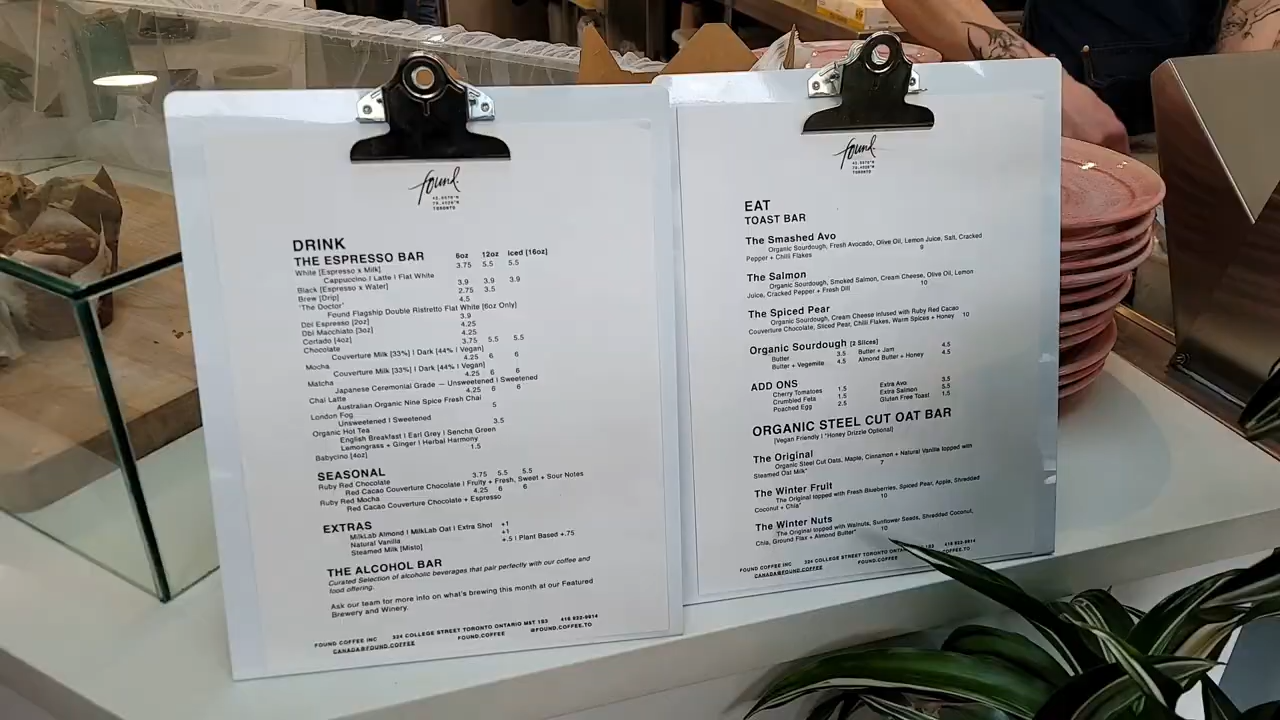 found
TORONTO
DRINK
THE ESPRESSO BAR 6oz 12oz Iced [16oz]
White [Espresso x Milk] 3.75 5.5 5.5
Cappuccino | Latte | Flat White
Black [Espresso x Water] 3.9 3.9 3.9
Brew [Drip] 2.75 3.5
"The Doctor" 4.5
Found Flagship Double Ristretto Flat White [6oz Only]
Dbl Espresso [2oz] 3.9
Dbl Macchiato [3oz] 4.25
Cortado [4oz] 4.25
Chocolate 3.75 5.5 5.5
Couverture Milk [33%] | Dark [44% | Vegan]
Mocha 4.25 6 6
Couverture Milk [33%] | Dark [44% | Vegan]
Matcha 4.25 6 6
Japanese Ceremonial Grade — Unsweetened | Sweetened
Chai Latte 4.25 6 6
Australian Organic Nine Spice Fresh Chai
London Fog 5
Unsweetened | Sweetened
Organic Hot Tea 3.5
English Breakfast | Earl Grey | Sencha Green
Lemongrass + Ginger | Herbal Harmony
Babycino [4oz] 1.5
SEASONAL
Ruby Red Chocolate 3.75 5.5 5.5
Red Cacao Couverture Chocolate | Fruity + Fresh, Sweet + Sour Notes
Ruby Red Mocha 4.25 6 6
Red Cacao Couverture Chocolate + Espresso
EXTRAS
MilkLab Almond | MilkLab Oat | Extra Shot +1
Natural Vanilla +1
Steamed Milk [Misto] +.5 | Plant Based +.75
THE ALCOHOL BAR
Curated Selection of alcoholic beverages that pair perfectly with our coffee and
food offering.
Ask our team for more info on what's brewing this month at our Featured
Brewery and Winery.
FOUND COFFEE INC 324 COLLEGE STREET TORONTO ONTARIO M5T 1S3 416 922-9814
CANADA@FOUND.COFFEE FOUND.COFFEE @FOUND.COFFEE.TO
found
TORONTO
EAT
TOAST BAR
The Smashed Avo
Organic Sourdough, Fresh Avocado, Olive Oil, Lemon Juice, Salt, Cracked
Pepper + Chilli Flakes 9
The Salmon
Organic Sourdough, Smoked Salmon, Cream Cheese, Olive Oil, Lemon
Juice, Cracked Pepper + Fresh Dill 10
The Spiced Pear
Organic Sourdough, Cream Cheese infused with Ruby Red Cacao
Couverture Chocolate, Sliced Pear, Chilli Flakes, Warm Spices + Honey 10
Organic Sourdough [2 Slices]
Butter 3.5 Butter + Jam 4.5
Butter + Vegemite 4.5 Almond Butter + Honey 4.5
ADD ONS
Cherry Tomatoes 1.5 Extra Avo 3.5
Crumbled Feta 1.5 Extra Salmon 5.5
Poached Egg 2.5 Gluten Free Toast 1.5
ORGANIC STEEL CUT OAT BAR
[Vegan Friendly | *Honey Drizzle Optional]
The Original
Organic Steel Cut Oats, Maple, Cinnamon + Natural Vanilla topped with
Steamed Oat Milk* 7
The Winter Fruit
The Original topped with Fresh Blueberries, Spiced Pear, Apple, Shredded
Coconut + Chia* 10
The Winter Nuts
The Original topped with Walnuts, Sunflower Seeds, Shredded Coconut,
Chia, Ground Flax + Almond Butter* 10
FOUND COFFEE INC 324 COLLEGE STREET TORONTO 1S3 416 922-9814
CANADA@FOUND.COFFEE